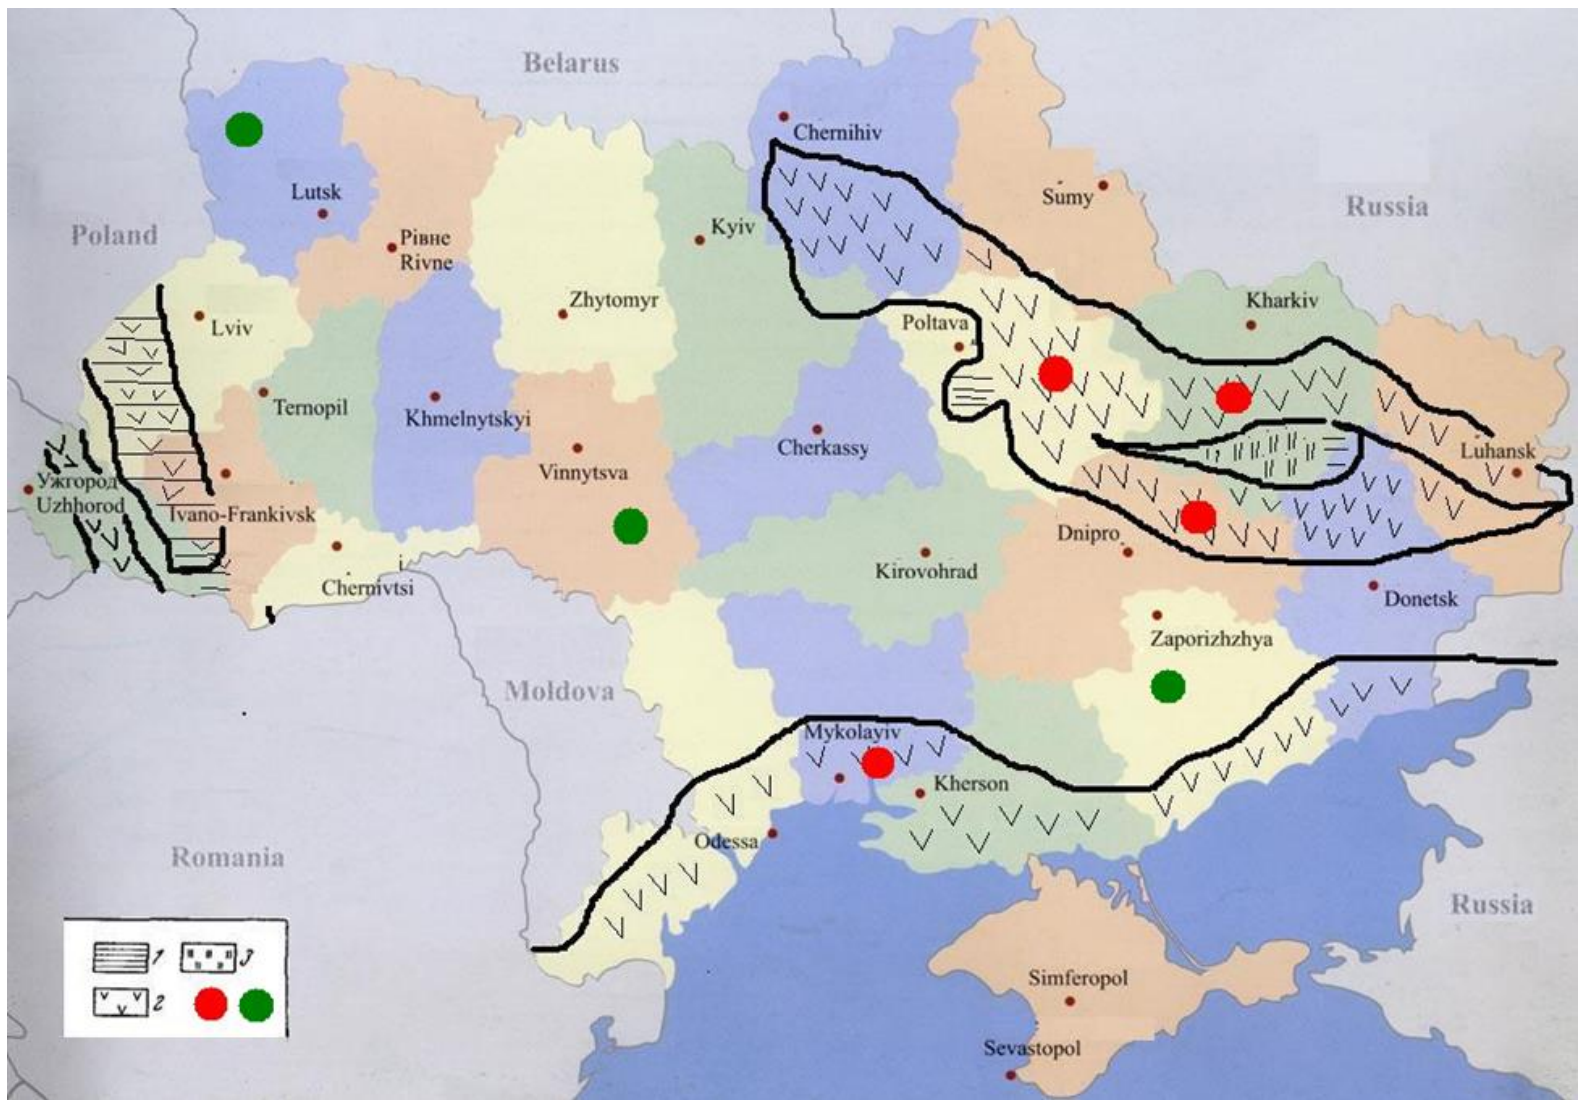 Belarus
Chernihiv
Sumy
Lutsk
Poland
Рівне
Rivne
Kyiv
Russia
Zhytomyr
Kharkiv
Lviv
Poltava
Ternopil
Khmelnytskyi
Cherkassy
Vinnytsva
Luhansk
Ужгород
Uzhhorod
Ivano-Frankivsk
Dnipro
Kirovohrad
Chernivtsi
Donetsk
Zaporizhzhya
Moldova
Mykolayiv
Kherson
Odessa
Romania
Russia
1
3
2
Simferopol
Sevastopol